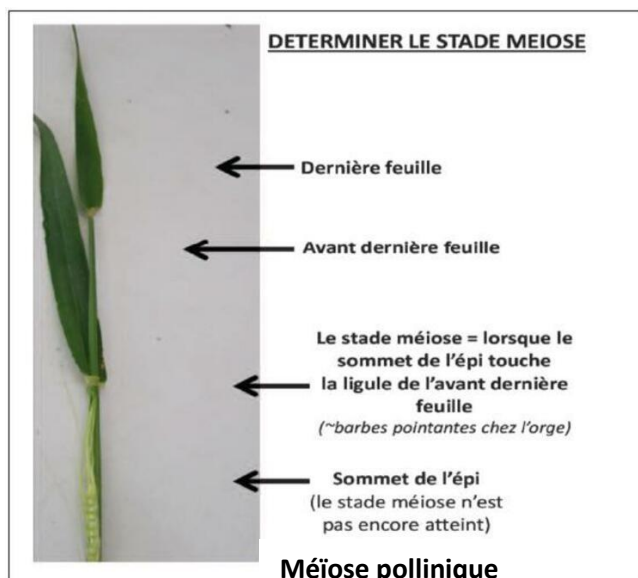 DETERMINER LE STADE MEIOSE
Dernière feuille
Avant dernière feuille
Le stade méiose = lorsque le
sommet de l'épi touche
la ligule de l'avant dernière
feuille
(~barbes pointantes chez l'orge)
Sommet de l'épi
(le stade méiose n'est
pas encore atteint)
Méïose pollinique